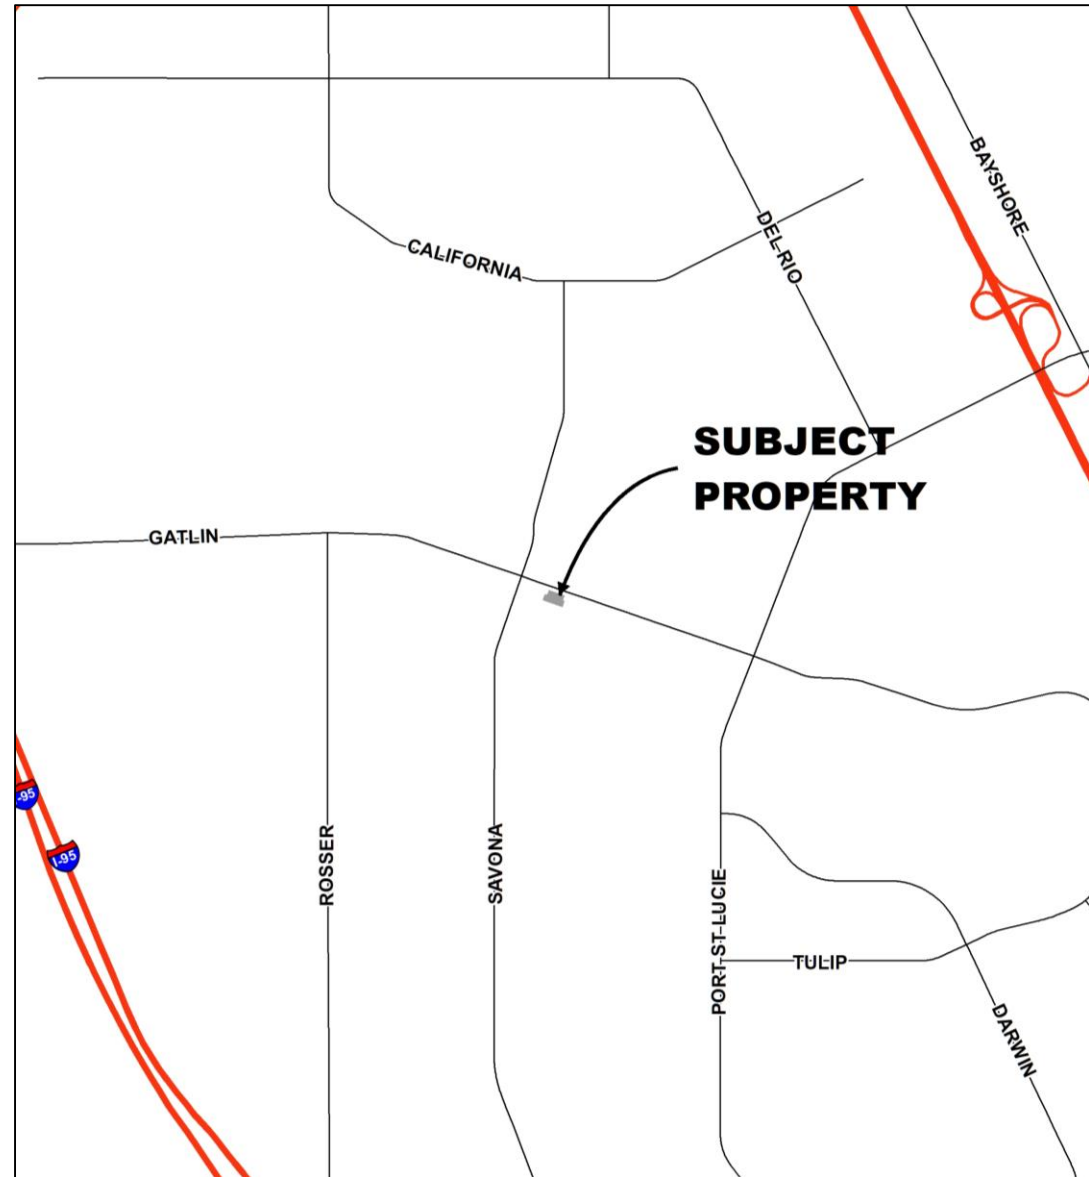 BAYSHORE
DEL RIO
CALIFORNIA
SUBJECT
PROPERTY
GATLIN
I-95
I-95
ROSSER
SAVONA
PORT ST LUCIE
TULIP
DARWIN